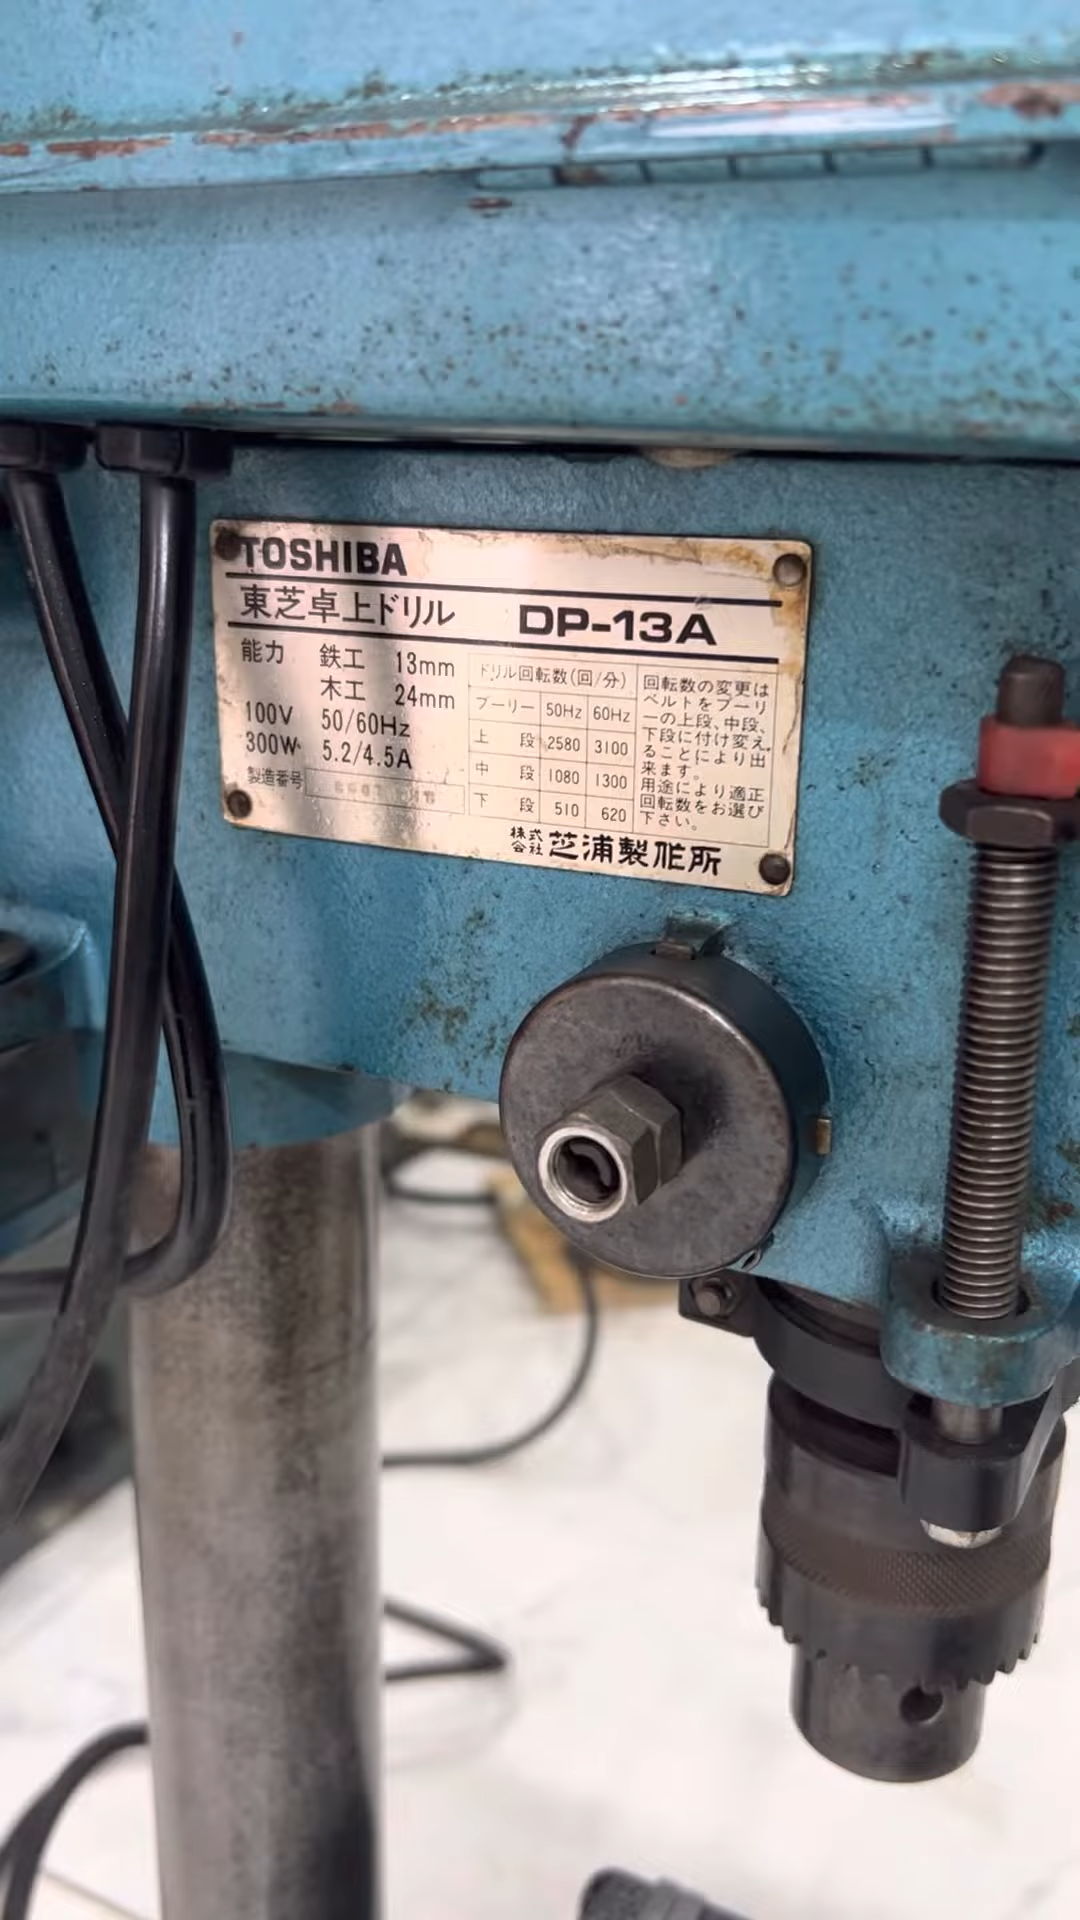 TOSHIBA
東芝卓上ドリル DP-13A
能力 鉄工 13mm
木工 24mm
100V 50/60Hz
300W 5.2/4.5A
製造番号
ドリル回転数(回/分)
プーリー 50Hz 60Hz
上段 2580 3100
中段 1080 1300
下段 510 620
回転数の変更は
ベルトをプーリ
ーの上段、中段、
下段に付け変え
ることにより出
来ます。
用途により適正
回転数をお選び
下さい。
株式会社 芝浦製作所